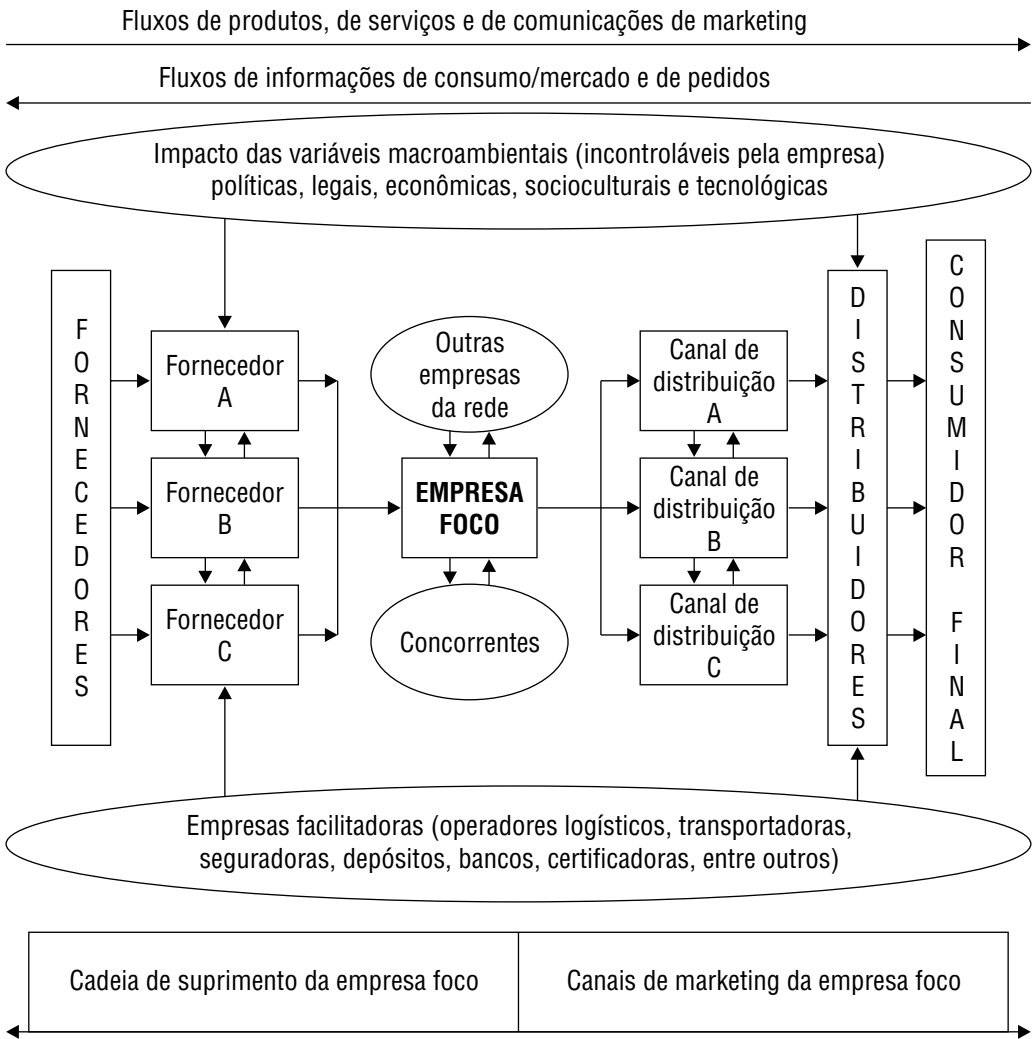 Fluxos de produtos, de serviços e de comunicações de marketing
Fluxos de informações de consumo/mercado e de pedidos
Impacto das variáveis macroambientais (incontroláveis pela empresa)
políticas, legais, econômicas, socioculturais e tecnológicas
FORNECEDORES
Fornecedor
A
Fornecedor
B
Fornecedor
C
Outras
empresas
da rede
EMPRESA
FOCO
Concorrentes
Canal de
distribuição
A
Canal de
distribuição
B
Canal de
distribuição
C
DISTRIBUIDORES
CONSUMIDOR FINAL
Empresas facilitadoras (operadores logísticos, transportadoras,
seguradoras, depósitos, bancos, certificadoras, entre outros)
Cadeia de suprimento da empresa foco
Canais de marketing da empresa foco